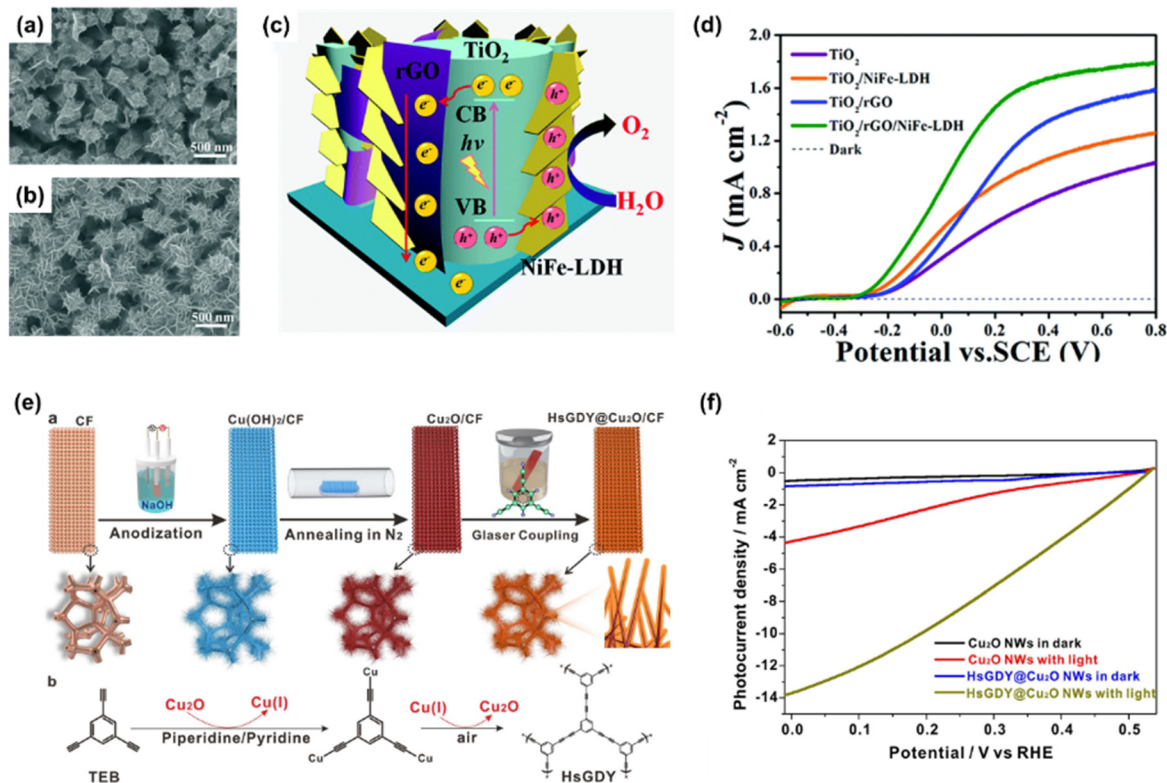 (a)
500 nm
(b)
500 nm
(c)
TiO2
rGO
e- e-
h+
e-
CB
hν
O2
e-
h+
H2O
e-
VB
h+
e-
h+ h+
h+
NiFe-LDH
e-
e-
(d)
J (mA cm-2)
2.0
1.6
1.2
0.8
0.4
0.0
TiO2
TiO2/NiFe-LDH
TiO2/rGO
TiO2/rGO/NiFe-LDH
Dark
-0.6 -0.4 -0.2 0.0 0.2 0.4 0.6 0.8
Potential vs.SCE (V)
(e)
a
CF
Cu(OH)2/CF
Cu2O/CF
HsGDY@Cu2O/CF
NaOH
Anodization
Annealing in N2
Glaser Coupling
b
Cu
Cu2O Cu(I)
Cu(I) Cu2O
Piperidine/Pyridine
air
Cu Cu
TEB
HsGDY
(f)
Photocurrent density / mA cm-2
2
0
-2
-4
-6
-8
-10
-12
-14
Cu2O NWs in dark
Cu2O NWs with light
HsGDY@Cu2O NWs in dark
HsGDY@Cu2O NWs with light
0.0 0.1 0.2 0.3 0.4 0.5
Potential / V vs RHE